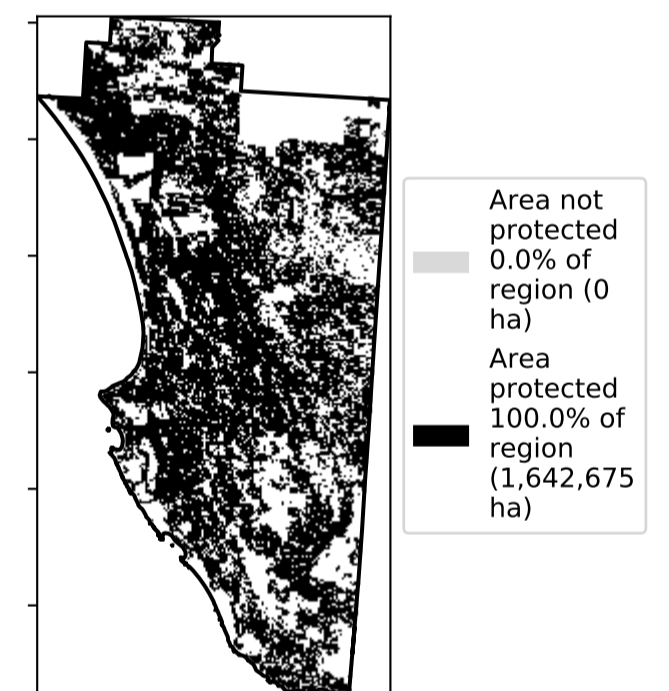 Area not
protected
0.0% of
region (0
ha)
Area
protected
100.0% of
region
(1,642,675
ha)